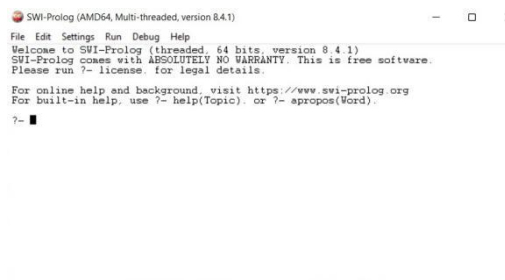 SWI-Prolog (AMD64, Multi-threaded, version 8.4.1)
File Edit Settings Run Debug Help
Welcome to SWI-Prolog (threaded, 64 bits, version 8.4.1)
SWI-Prolog comes with ABSOLUTELY NO WARRANTY. This is free software.
Please run ?- license. for legal details.
For online help and background, visit https://www.swi-prolog.org
For built-in help, use ?- help(Topic). or ?- apropos(Word).
?-